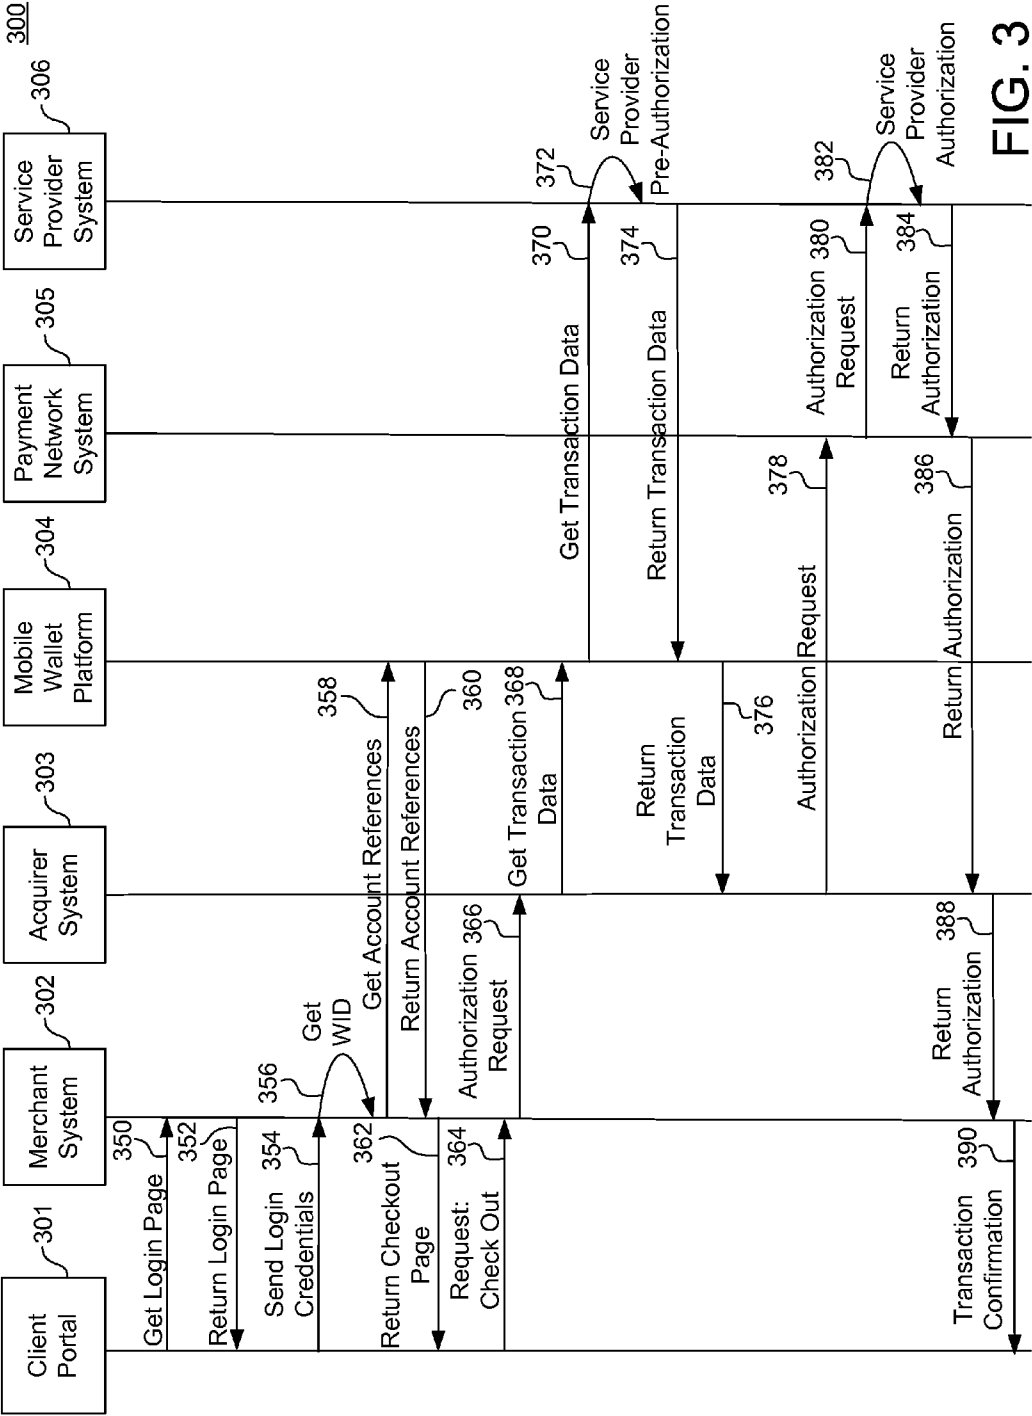 300
Client
Portal
301
Merchant
System
302
Acquirer
System
303
Mobile
Wallet
Platform
304
Payment
Network
System
305
Service
Provider
System
306
Get Login Page
350
Return Login Page
352
Send Login
Credentials
354
356
Get
WID
Get Account References
358
Return Account References
360
Return Checkout
Page
362
Request:
Check Out
364
Authorization
Request
366
Get Transaction
Data
368
Get Transaction Data
370
372
Service
Provider
Pre-Authorization
Return Transaction Data
374
Return
Transaction
Data
376
Authorization Request
378
Authorization
Request
380
382
Service
Provider
Authorization
Return
Authorization
384
Return Authorization
386
Return
Authorization
388
Transaction
Confirmation
390
FIG. 3